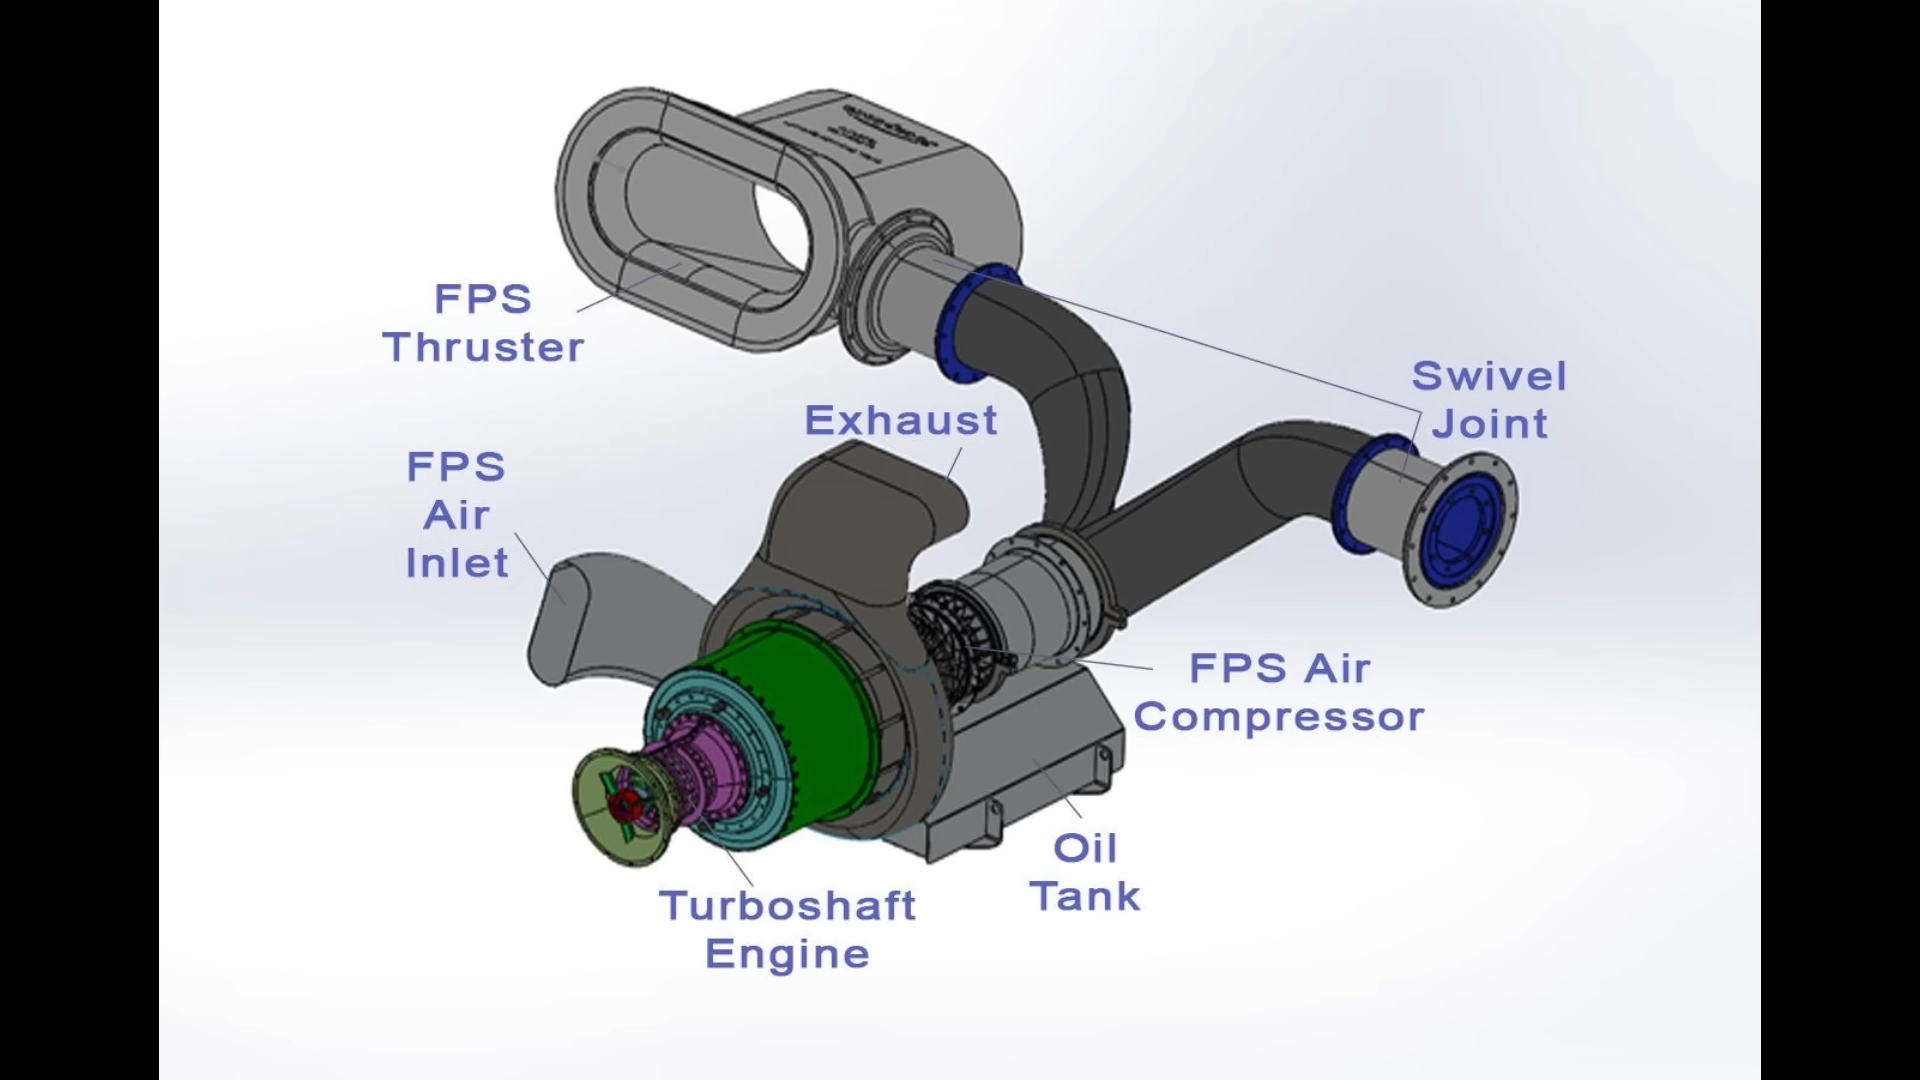 FPS
Thruster
Exhaust
Swivel
Joint
FPS
Air
Inlet
FPS Air
Compressor
Oil
Tank
Turboshaft
Engine